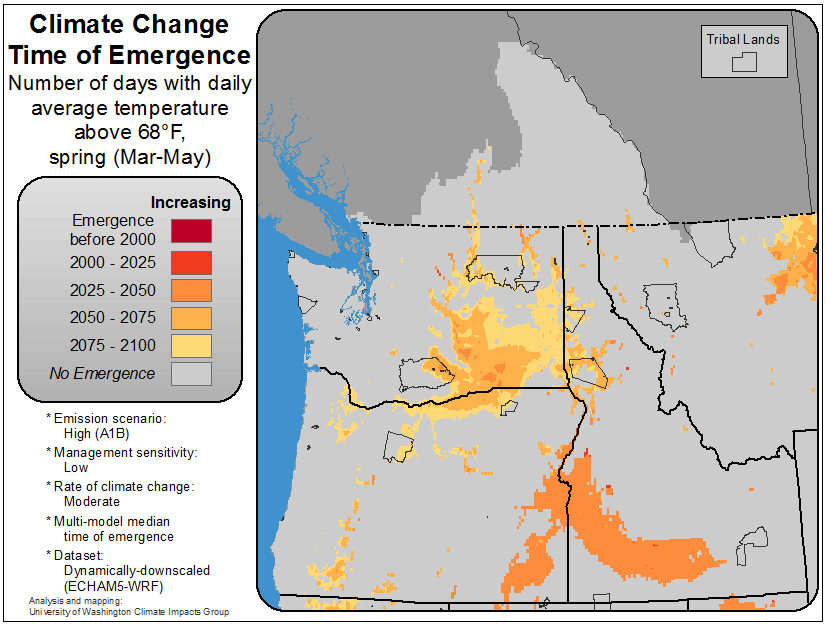 Climate Change
Time of Emergence
Number of days with daily
average temperature
above 68°F,
spring (Mar-May)
Increasing
Emergence
before 2000
2000 - 2025
2025 - 2050
2050 - 2075
2075 - 2100
No Emergence
* Emission scenario:
High (A1B)
* Management sensitivity:
Low
* Rate of climate change:
Moderate
* Multi-model median
time of emergence
* Dataset:
Dynamically-downscaled
(ECHAM5-WRF)
Analysis and mapping:
University of Washington Climate Impacts Group
Tribal Lands